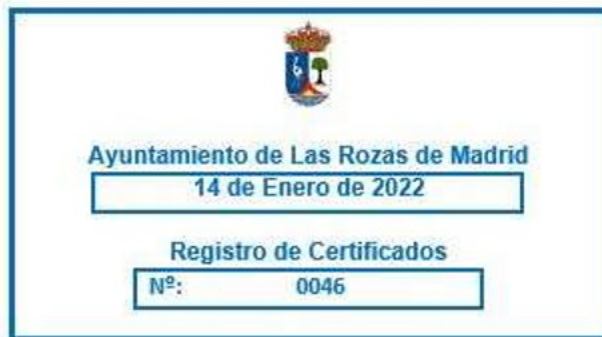 Ayuntamiento de Las Rozas de Madrid
14 de Enero de 2022
Registro de Certificados
Nº: 0046